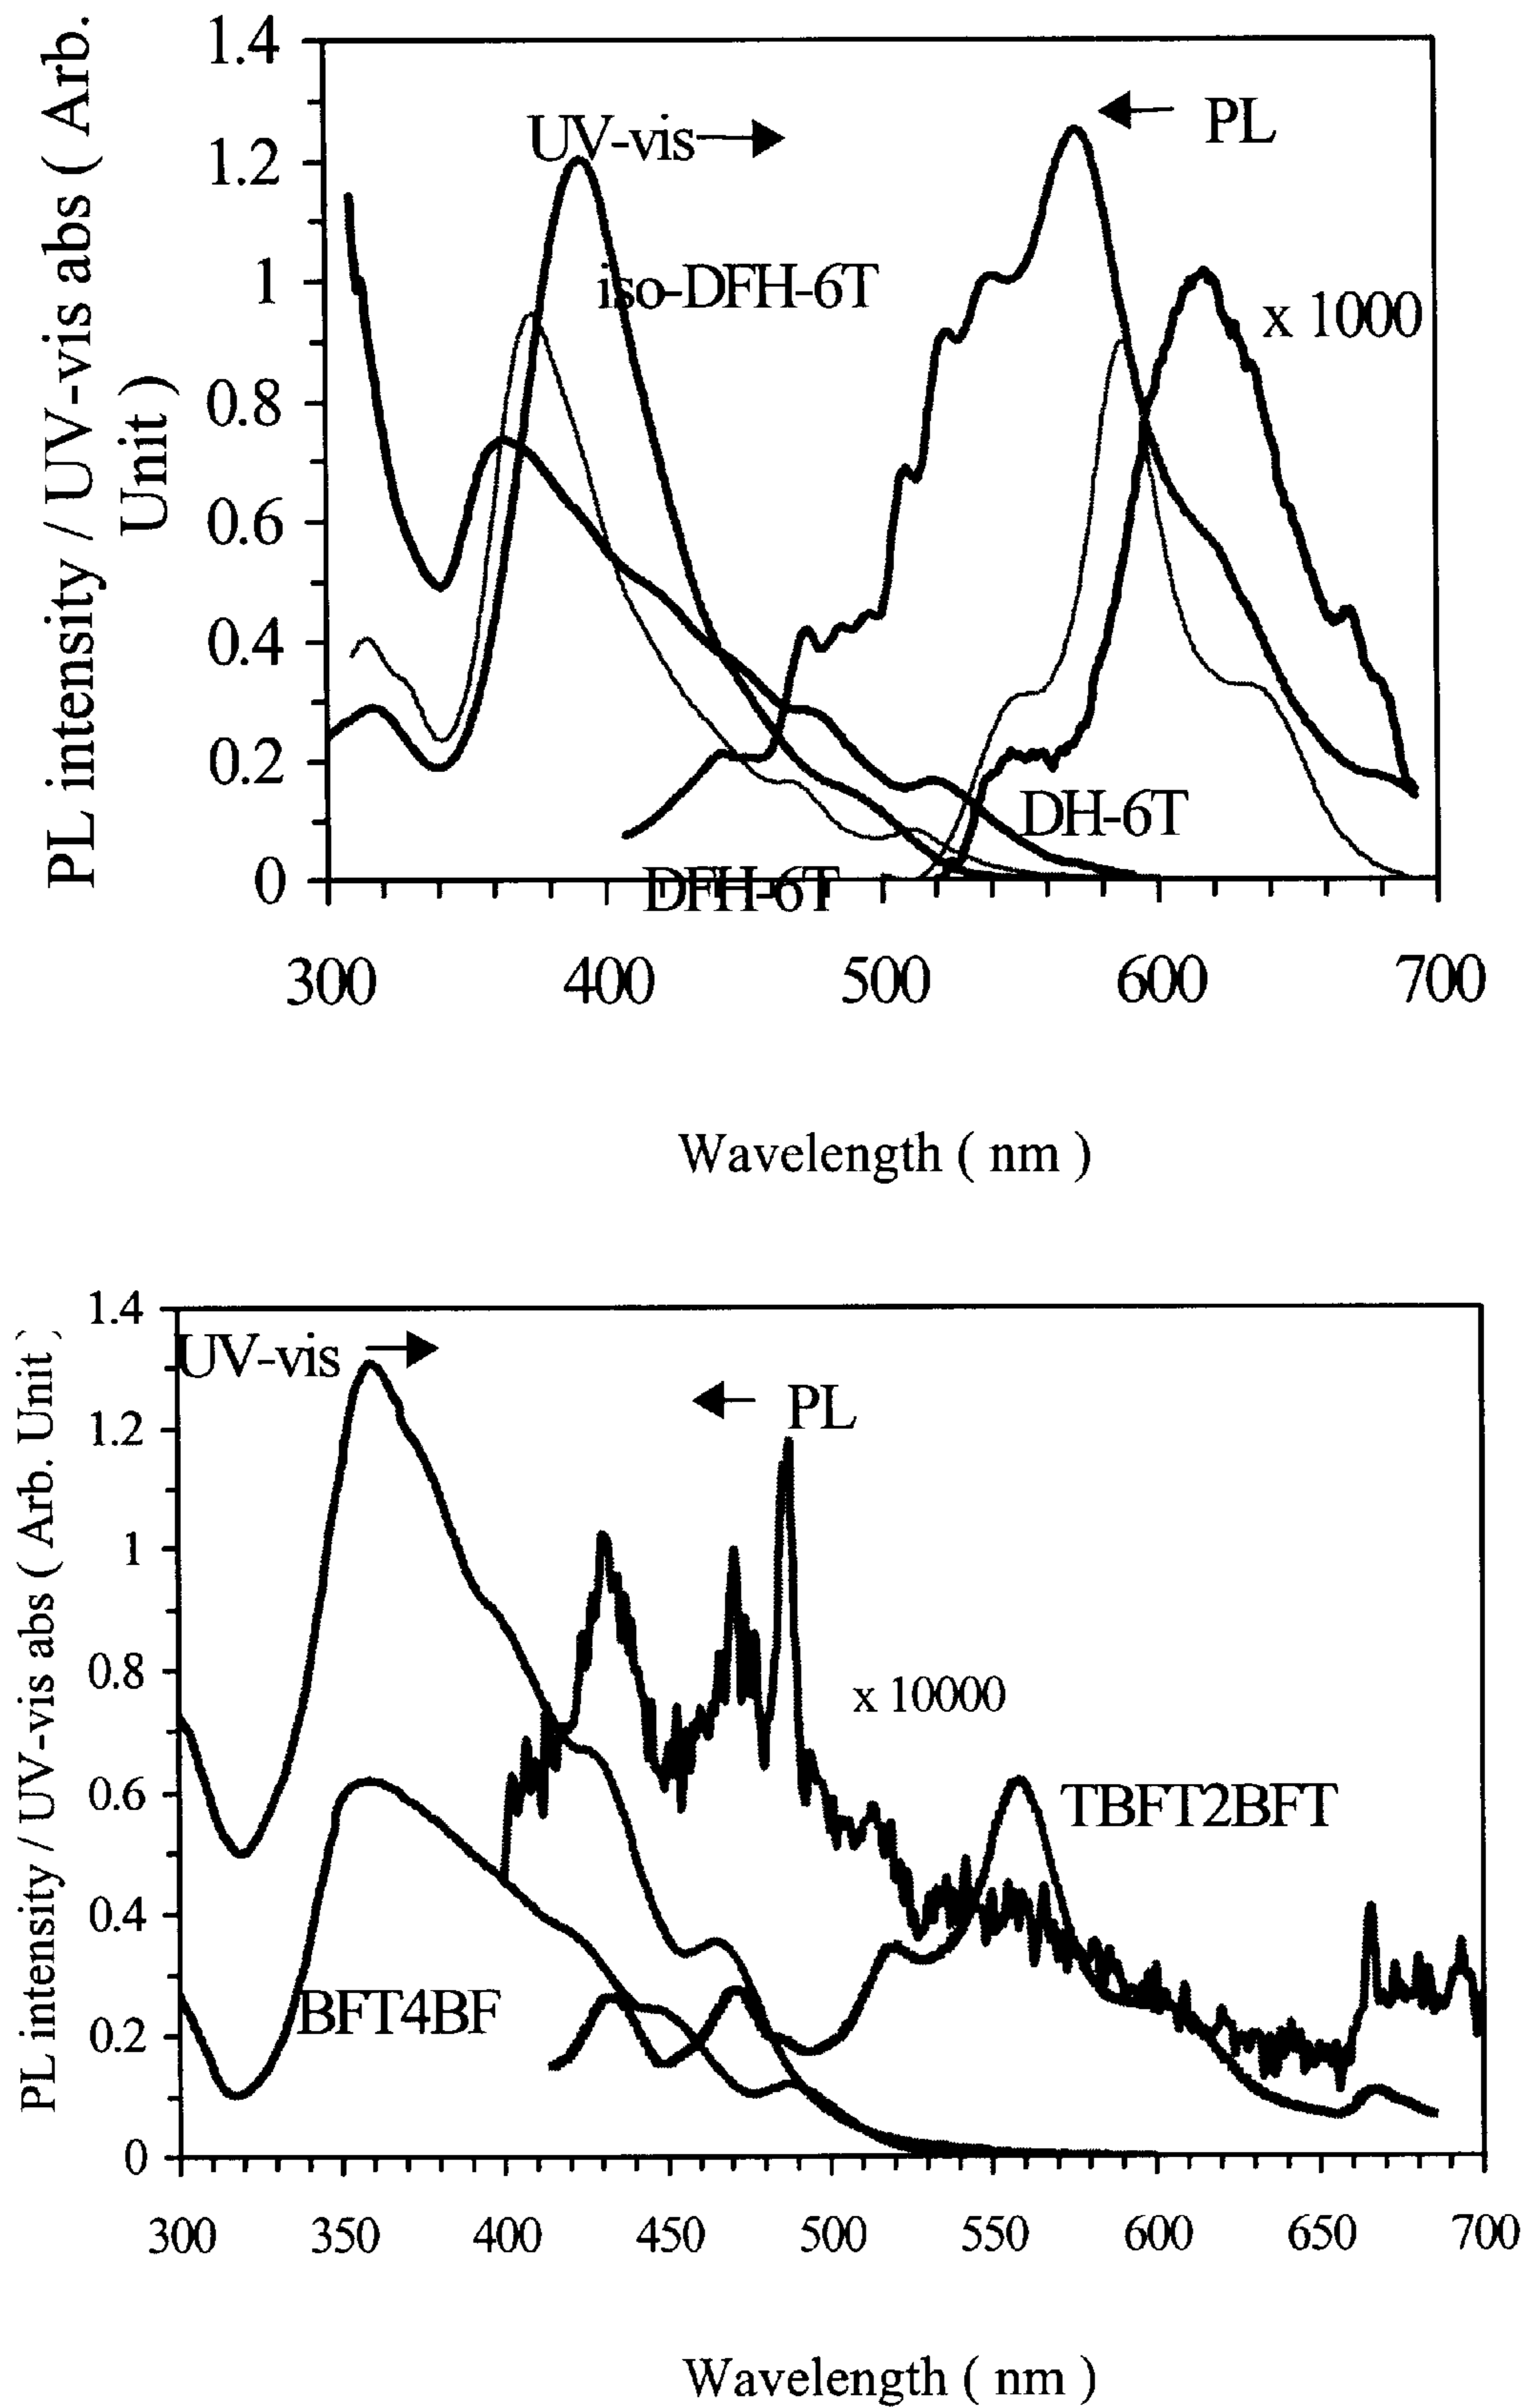 PL intensity / UV-vis abs ( Arb.
Unit )
1.4
1.2
1
0.8
0.6
0.4
0.2
0
UV-vis
PL
iso-DFH-6T
x 1000
DH-6T
DFH-6T
300 400 500 600 700
Wavelength ( nm )
PL intensity / UV-vis abs ( Arb. Unit )
1.4
1.2
1
0.8
0.6
0.4
0.2
0
UV-vis
PL
x 10000
TBFT2BFT
BFT4BF
300 350 400 450 500 550 600 650 700
Wavelength ( nm )